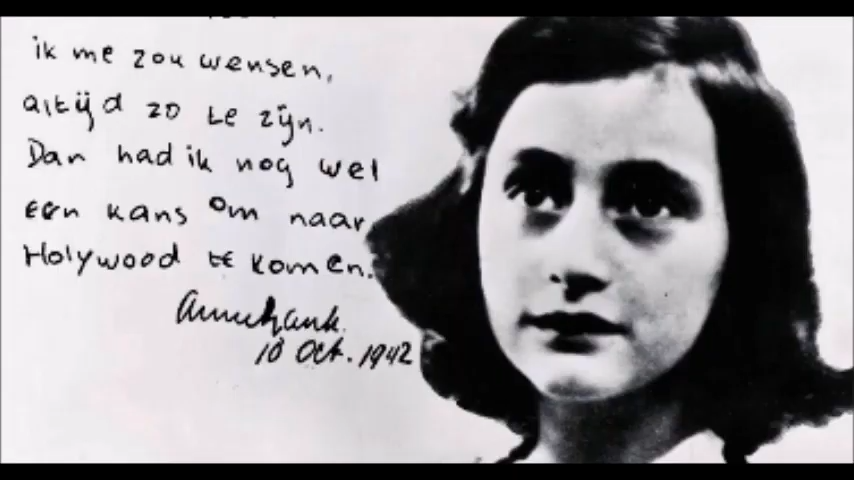 ik me zou wensen,
altijd zo te zijn.
Dan had ik nog wel
een kans om naar
Holywood te komen.
AnneFrank.
10 Oct. 1942